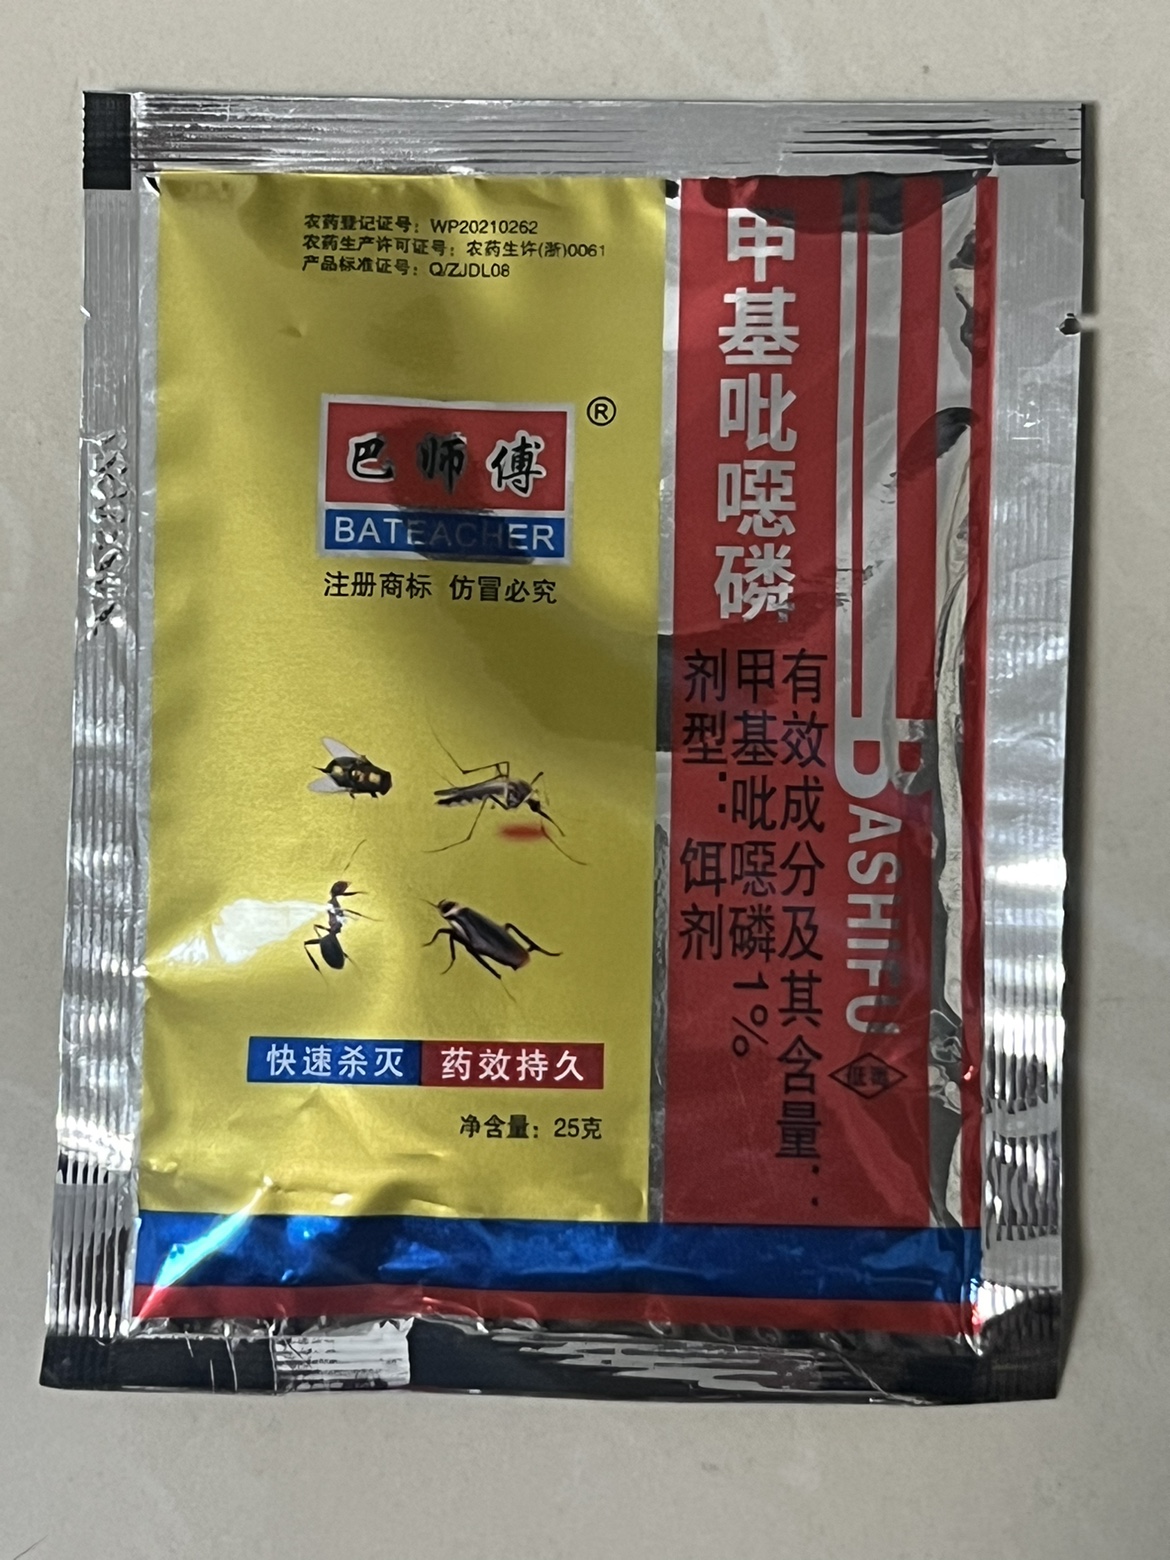 农药登记证号：WP20210262
农药生产许可证号：农药生许(浙)0061
产品标准证号：Q/ZJDL08
巴师傅®
BATEACHER
注册商标 仿冒必究
快速杀灭 药效持久
净含量：25克
甲基吡噁磷
有效成分及其含量：
甲基吡噁磷1%
剂型：饵剂
BASHIFU
低毒